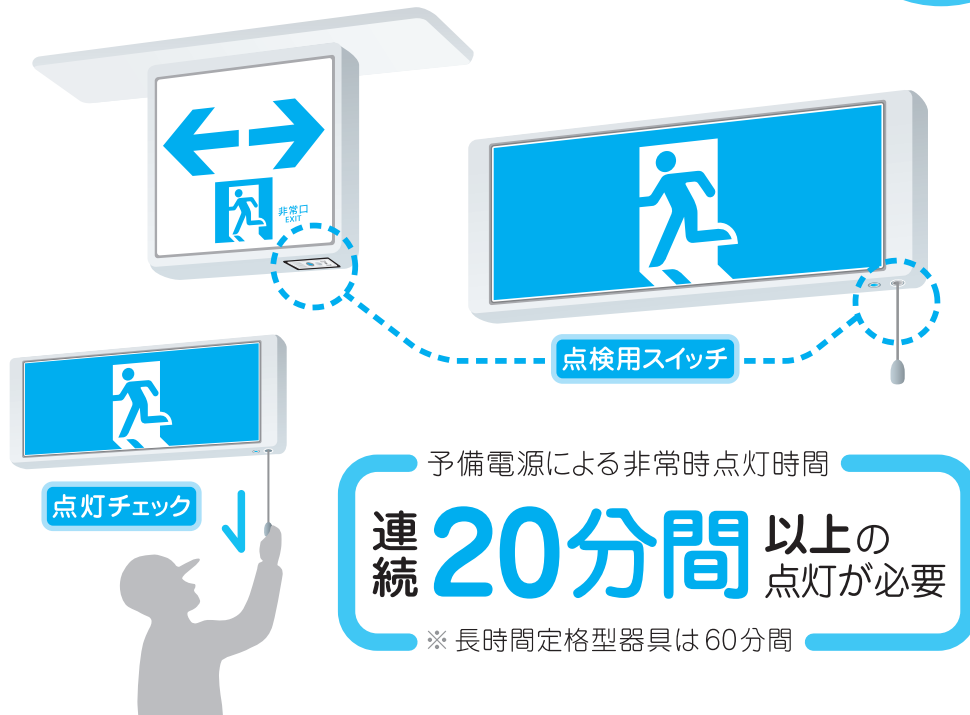 非常口
EXIT
点検用スイッチ
点灯チェック
予備電源による非常時点灯時間
連続20分間以上の
点灯が必要
※長時間定格型器具は60分間